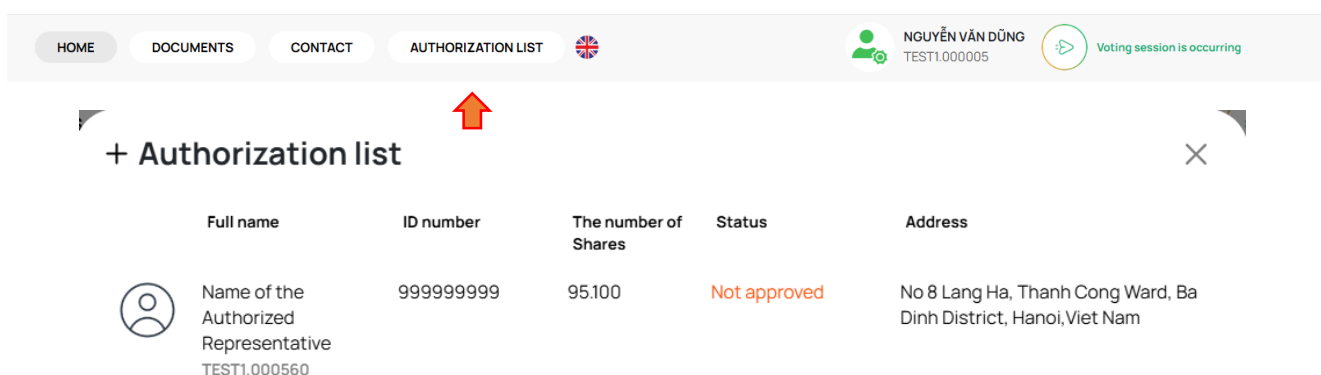 HOME DOCUMENTS CONTACT AUTHORIZATION LIST
NGUYỄN VĂN DŨNG
TEST1.000005
Voting session is occurring
+ Authorization list
Full name ID number The number of Shares Status Address
Name of the Authorized Representative
TEST1.000560
999999999
95.100
Not approved
No 8 Lang Ha, Thanh Cong Ward, Ba
Dinh District, Hanoi,Viet Nam